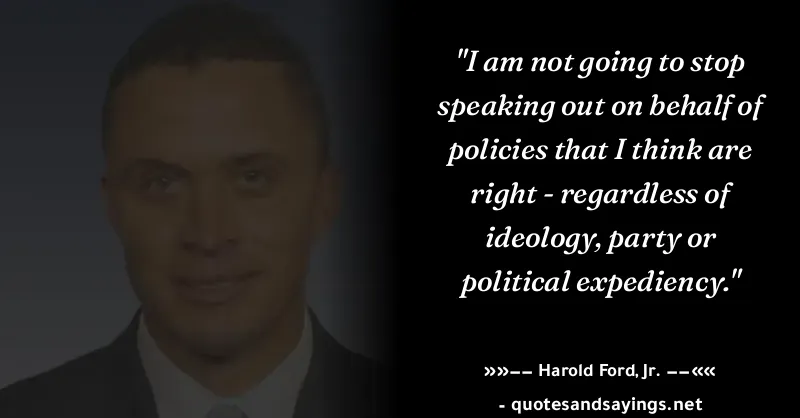 "I am not going to stop
speaking out on behalf of
policies that I think are
right - regardless of
ideology, party or
political expediency."
»»−− Harold Ford, Jr. −−««
- quotesandsayings.net